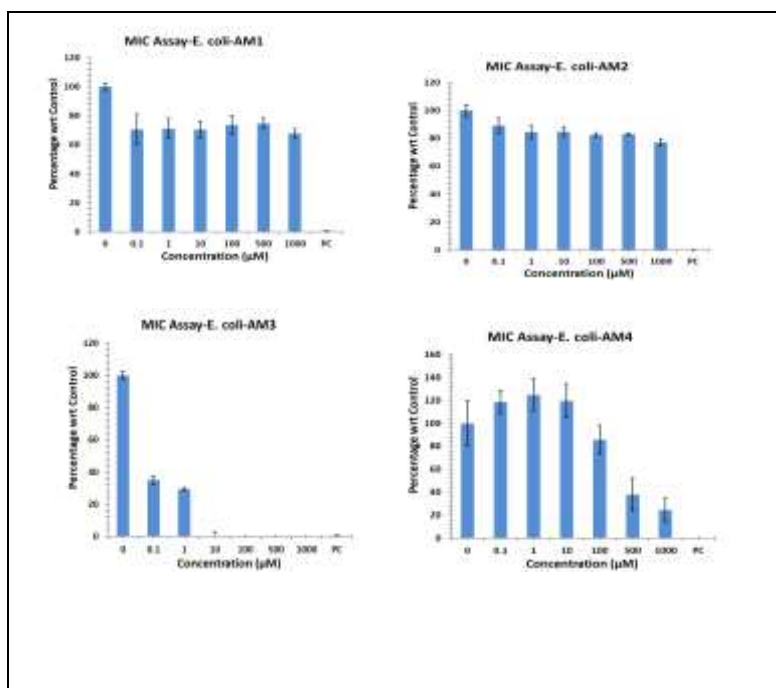 MIC Assay-E. coli-AM1
Percentage wrt Control
120
100
80
60
40
20
0
0 0.1 1 10 100 500 1000 PC
Concentration (µM)
MIC Assay-E. coli-AM2
Percentage wrt Control
120
100
80
60
40
20
0
0 0.1 1 10 100 500 1000 PC
Concentration (µM)
MIC Assay-E. coli-AM3
Percentage wrt Control
120
100
80
60
40
20
0
0 0.1 1 10 100 500 1000 PC
Concentration (µM)
MIC Assay-E. coli-AM4
Percentage wrt Control
160
140
120
100
80
60
40
20
0
0 0.1 1 10 100 500 1000 PC
Concentration (µM)